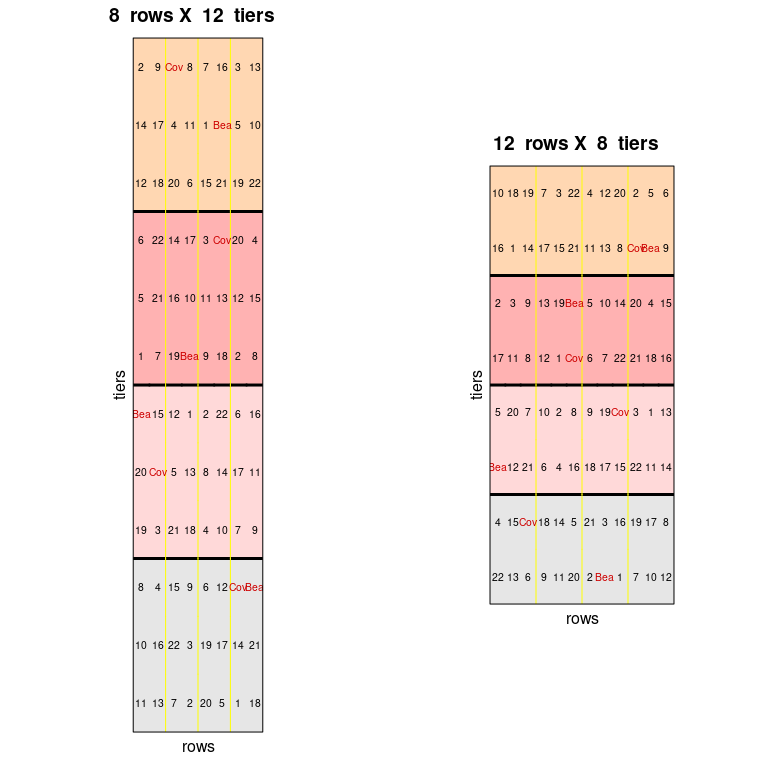 8 rows X 12 tiers
2 9 Cov 8 7 16 3 13
14 17 4 11 1 Bea 5 10
12 18 20 6 15 21 19 22
6 22 14 17 3 Cov 20 4
5 21 16 10 11 13 12 15
1 7 19 Bea 9 18 2 8
Bea 15 12 1 2 22 6 16
20 Cov 5 13 8 14 17 11
19 3 21 18 4 10 7 9
8 4 15 9 6 12 Cov Bea
10 16 22 3 19 17 14 21
11 13 7 2 20 5 1 18
tiers
rows
12 rows X 8 tiers
10 18 19 7 3 22 4 12 20 2 5 6
16 1 14 17 15 21 11 13 8 Cov Bea 9
2 3 9 13 19 Bea 5 10 14 20 4 15
17 11 8 12 1 Cov 6 7 22 21 18 16
5 20 7 10 2 8 9 19 Cov 3 1 13
Bea 12 21 6 4 16 18 17 15 22 11 14
4 15 Cov 18 14 5 21 3 16 19 17 8
22 13 6 9 11 20 2 Bea 1 7 10 12
tiers
rows